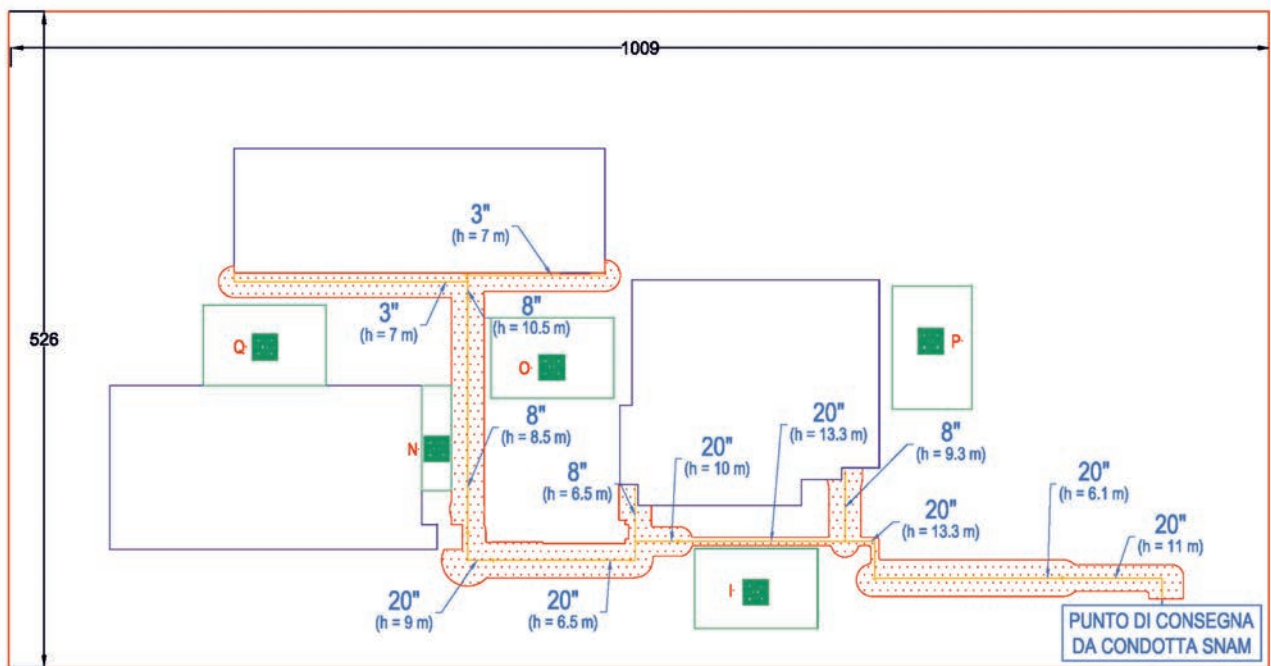 1009
526
3"
(h = 7 m)
3"
(h = 7 m)
8"
(h = 10.5 m)
Q
O
P
N
8"
(h = 8.5 m)
8"
(h = 6.5 m)
20"
(h = 10 m)
20"
(h = 13.3 m)
8"
(h = 9.3 m)
20"
(h = 13.3 m)
20"
(h = 6.1 m)
20"
(h = 11 m)
I
20"
(h = 9 m)
20"
(h = 6.5 m)
PUNTO DI CONSEGNA
DA CONDOTTA SNAM